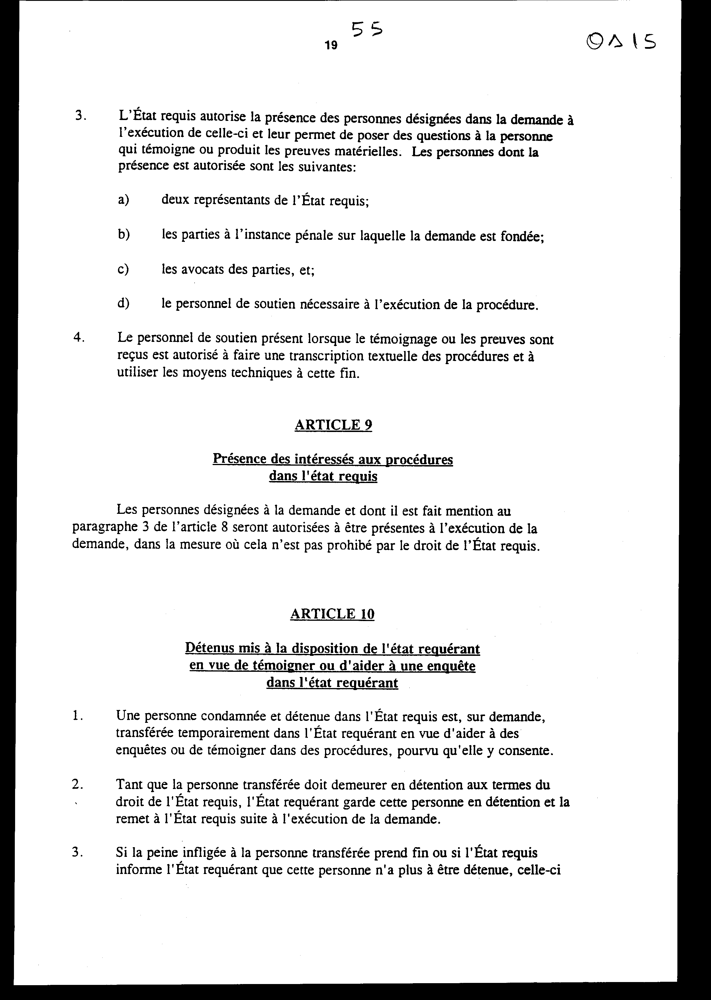 55
19
3. L'État requis autorise la présence des personnes désignées dans la demande à
l'exécution de celle-ci et leur permet de poser des questions à la personne
qui témoigne ou produit les preuves matérielles. Les personnes dont la
présence est autorisée sont les suivantes:
a) deux représentants de l'État requis;
b) les parties à l'instance pénale sur laquelle la demande est fondée;
c) les avocats des parties, et;
d) le personnel de soutien nécessaire à l'exécution de la procédure.
4. Le personnel de soutien présent lorsque le témoignage ou les preuves sont
reçus est autorisé à faire une transcription textuelle des procédures et à
utiliser les moyens techniques à cette fin.
ARTICLE 9
Présence des intéressés aux procédures
dans l'état requis
Les personnes désignées à la demande et dont il est fait mention au
paragraphe 3 de l'article 8 seront autorisées à être présentes à l'exécution de la
demande, dans la mesure où cela n'est pas prohibé par le droit de l'État requis.
ARTICLE 10
Détenus mis à la disposition de l'état requérant
en vue de témoigner ou d'aider à une enquête
dans l'état requérant
1. Une personne condamnée et détenue dans l'État requis est, sur demande,
transférée temporairement dans l'État requérant en vue d'aider à des
enquêtes ou de témoigner dans des procédures, pourvu qu'elle y consente.
2. Tant que la personne transférée doit demeurer en détention aux termes du
droit de l'État requis, l'État requérant garde cette personne en détention et la
remet à l'État requis suite à l'exécution de la demande.
3. Si la peine infligée à la personne transférée prend fin ou si l'État requis
informe l'État requérant que cette personne n'a plus à être détenue, celle-ci